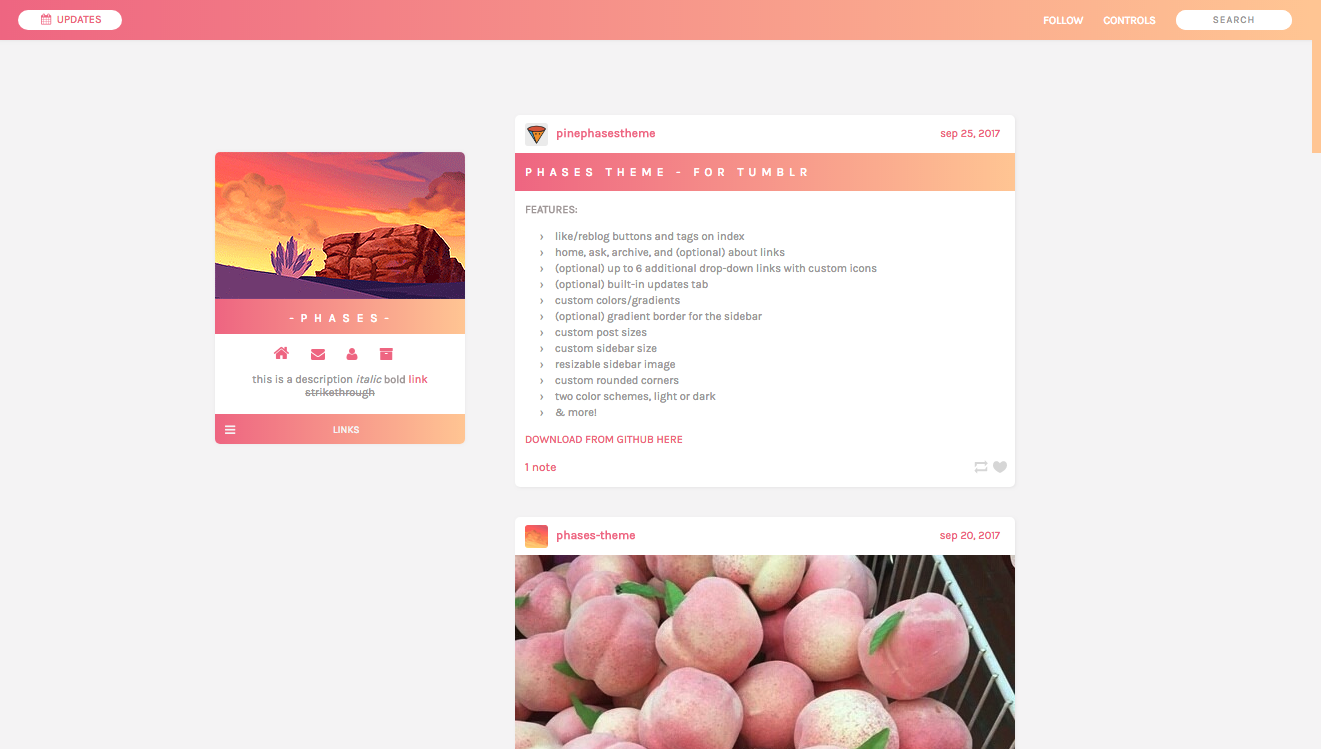 UPDATES
FOLLOW
CONTROLS
SEARCH
- P H A S E S -
this is a description italic bold link
strikethrough
LINKS
pinephasestheme
sep 25, 2017
PHASES THEME - FOR TUMBLR
FEATURES:
› like/reblog buttons and tags on index
› home, ask, archive, and (optional) about links
› (optional) up to 6 additional drop-down links with custom icons
› (optional) built-in updates tab
› custom colors/gradients
› (optional) gradient border for the sidebar
› custom post sizes
› custom sidebar size
› resizable sidebar image
› custom rounded corners
› two color schemes, light or dark
› & more!
DOWNLOAD FROM GITHUB HERE
1 note
phases-theme
sep 20, 2017